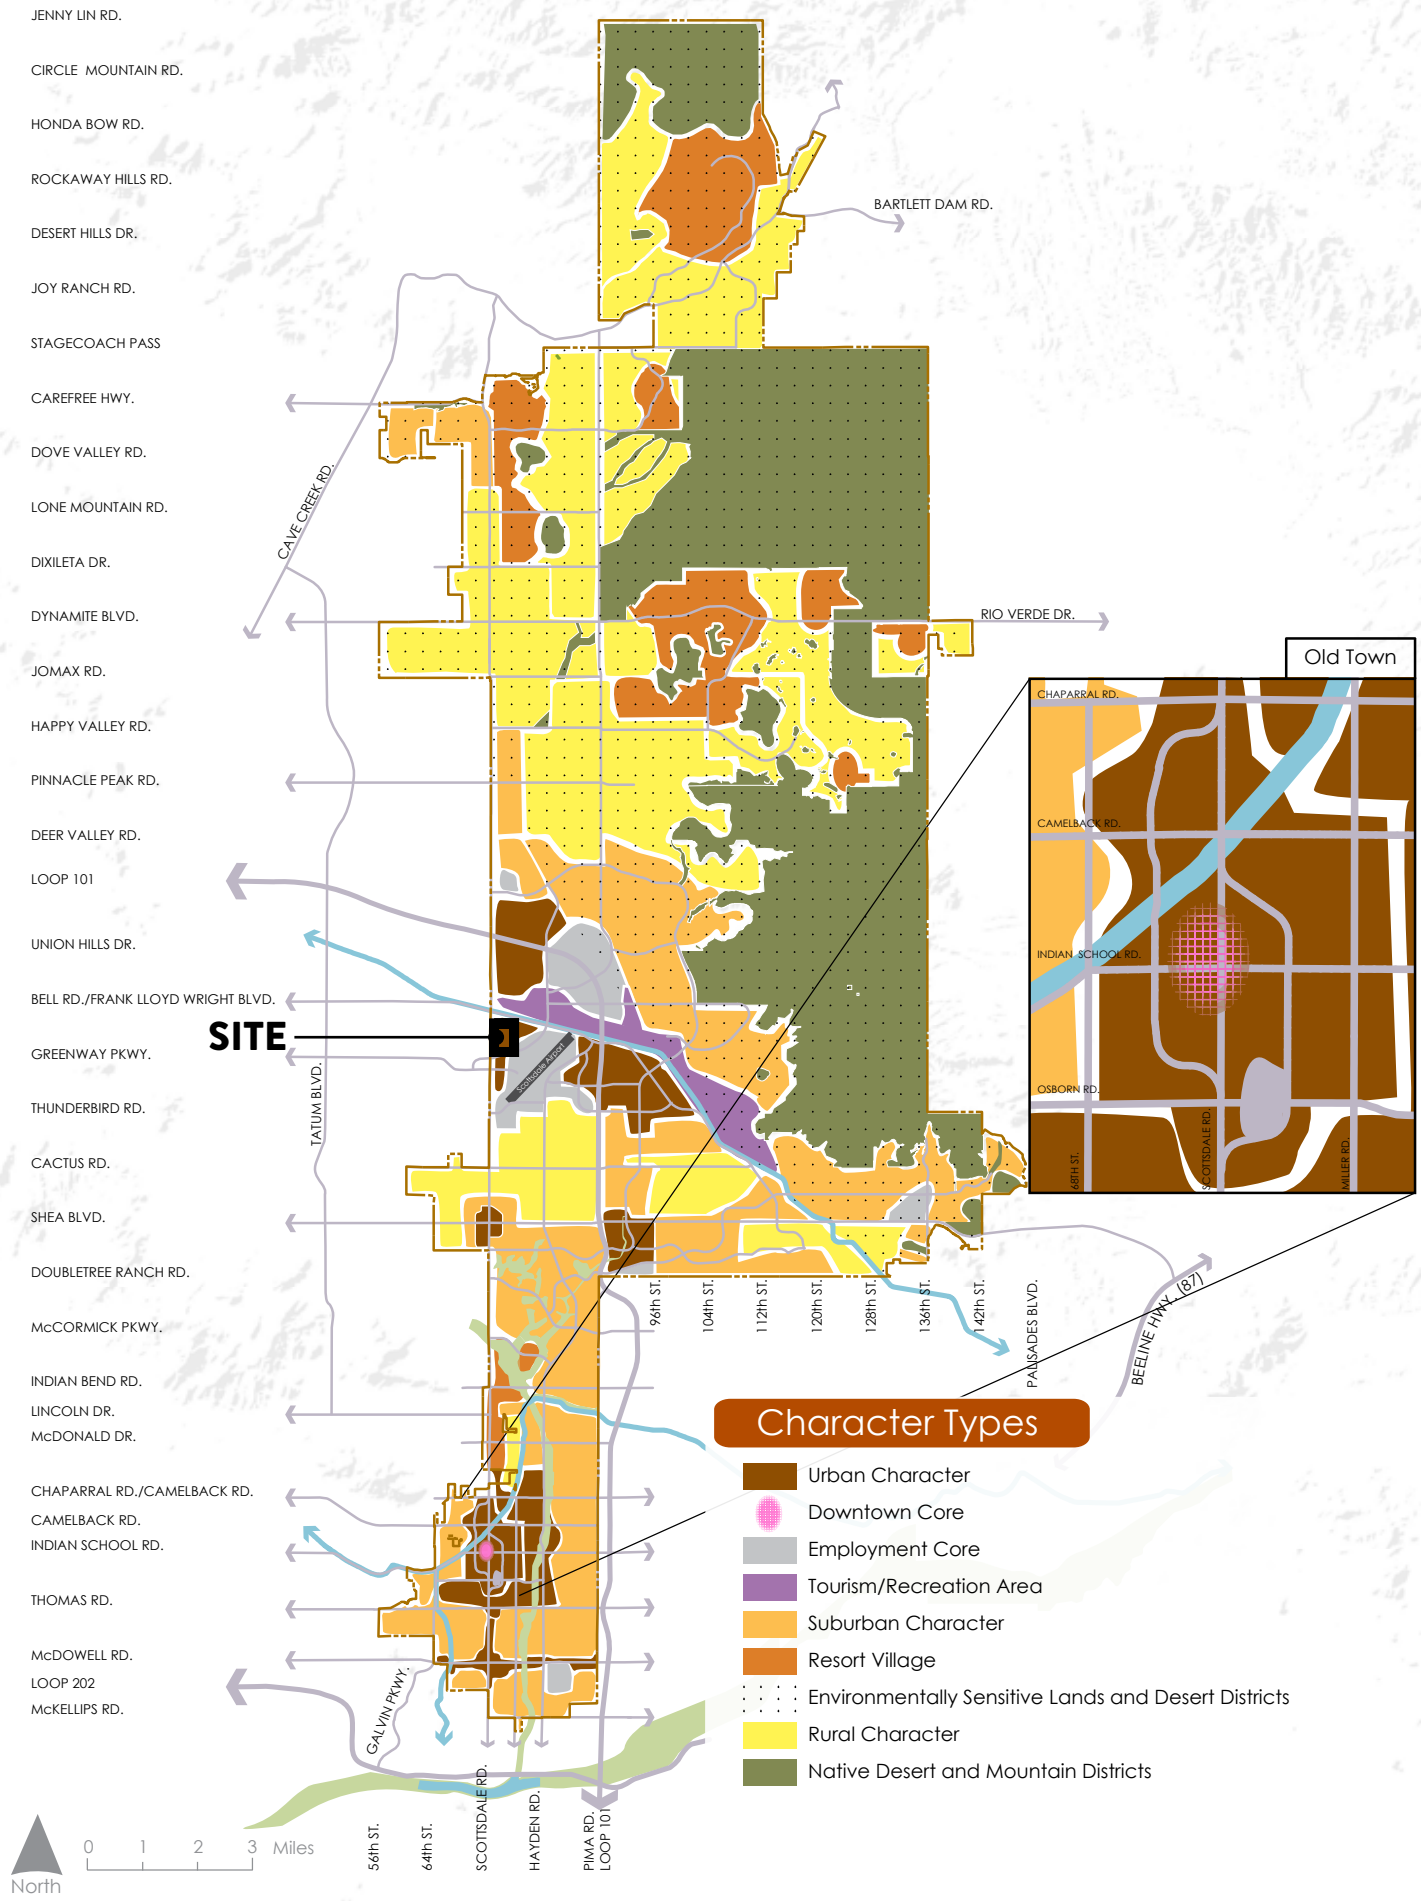 JENNY LIN RD.
CIRCLE MOUNTAIN RD.
HONDA BOW RD.
ROCKAWAY HILLS RD.
BARTLETT DAM RD.
DESERT HILLS DR.
JOY RANCH RD.
STAGECOACH PASS
CAREFREE HWY.
DOVE VALLEY RD.
CAVE CREEK RD.
LONE MOUNTAIN RD.
DIXILETA DR.
DYNAMITE BLVD.
RIO VERDE DR.
JOMAX RD.
HAPPY VALLEY RD.
PINNACLE PEAK RD.
DEER VALLEY RD.
LOOP 101
UNION HILLS DR.
BELL RD./FRANK LLOYD WRIGHT BLVD.
SITE
GREENWAY PKWY.
Scottsdale Airport
TATUM BLVD.
THUNDERBIRD RD.
CACTUS RD.
SHEA BLVD.
DOUBLETREE RANCH RD.
McCORMICK PKWY.
INDIAN BEND RD.
LINCOLN DR.
McDONALD DR.
CHAPARRAL RD./CAMELBACK RD.
CAMELBACK RD.
INDIAN SCHOOL RD.
THOMAS RD.
McDOWELL RD.
LOOP 202
McKELLIPS RD.
GALVIN PKWY.
Old Town
CHAPARRAL RD.
CAMELBACK RD.
INDIAN SCHOOL RD.
OSBORN RD.
68TH ST.
SCOTTSDALE RD.
MILLER RD.
96th ST.
104th ST.
112th ST.
120th ST.
128th ST.
136th ST.
142th ST.
PALISADES BLVD.
BEELINE HWY. (87)
Character Types
Urban Character
Downtown Core
Employment Core
Tourism/Recreation Area
Suburban Character
Resort Village
Environmentally Sensitive Lands and Desert Districts
Rural Character
Native Desert and Mountain Districts
56th ST.
64th ST.
SCOTTSDALE RD.
HAYDEN RD.
PIMA RD.
LOOP 101
0 1 2 3 Miles
North